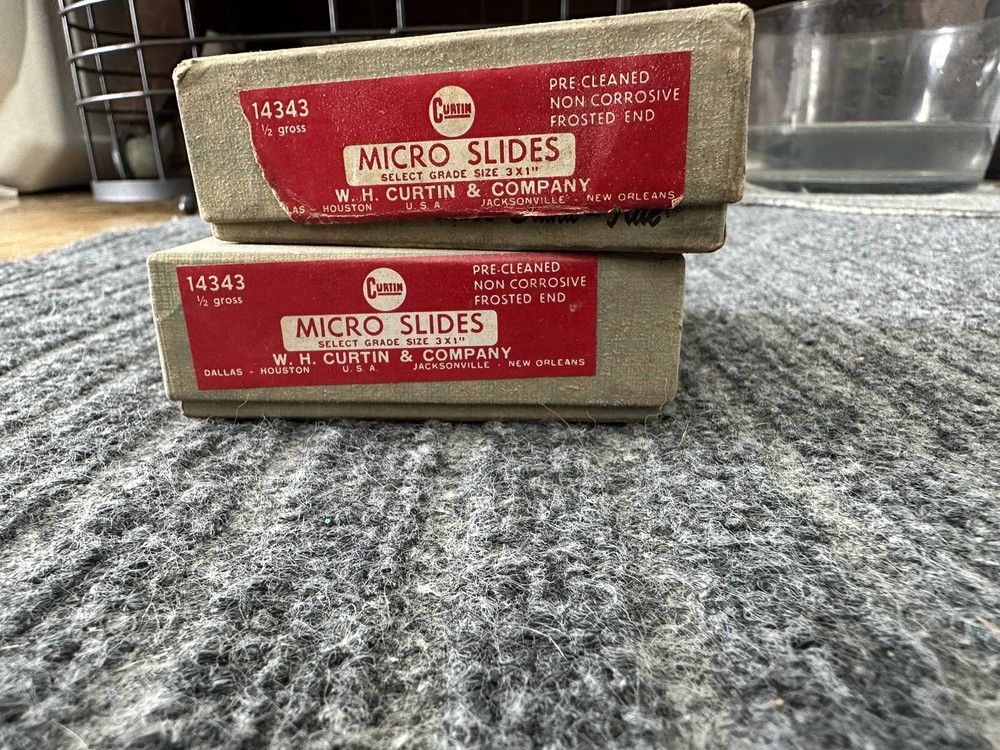 14343
½ gross
CURTIN
PRE-CLEANED
NON CORROSIVE
FROSTED END
MICRO SLIDES
SELECT GRADE SIZE 3X1"
W. H. CURTIN & COMPANY
LAS HOUSTON U.S.A. JACKSONVILLE - NEW ORLEANS
14343
½ gross
CURTIN
PRE-CLEANED
NON CORROSIVE
FROSTED END
MICRO SLIDES
SELECT GRADE SIZE 3X1"
W. H. CURTIN & COMPANY
DALLAS - HOUSTON U.S.A. JACKSONVILLE - NEW ORLEANS